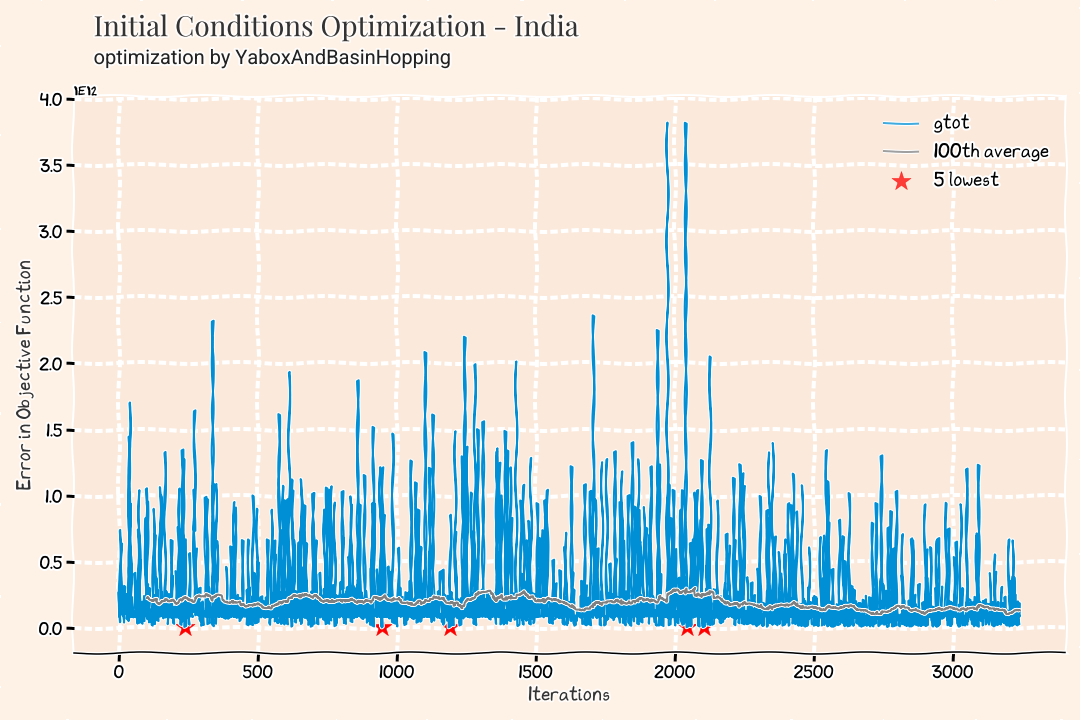 Initial Conditions Optimization - India
optimization by YaboxAndBasinHopping
1E12
4.0
3.5
3.0
2.5
2.0
1.5
1.0
0.5
0.0
Error in Objective Function
gtot
100th average
5 lowest
0 500 1000 1500 2000 2500 3000
Iterations